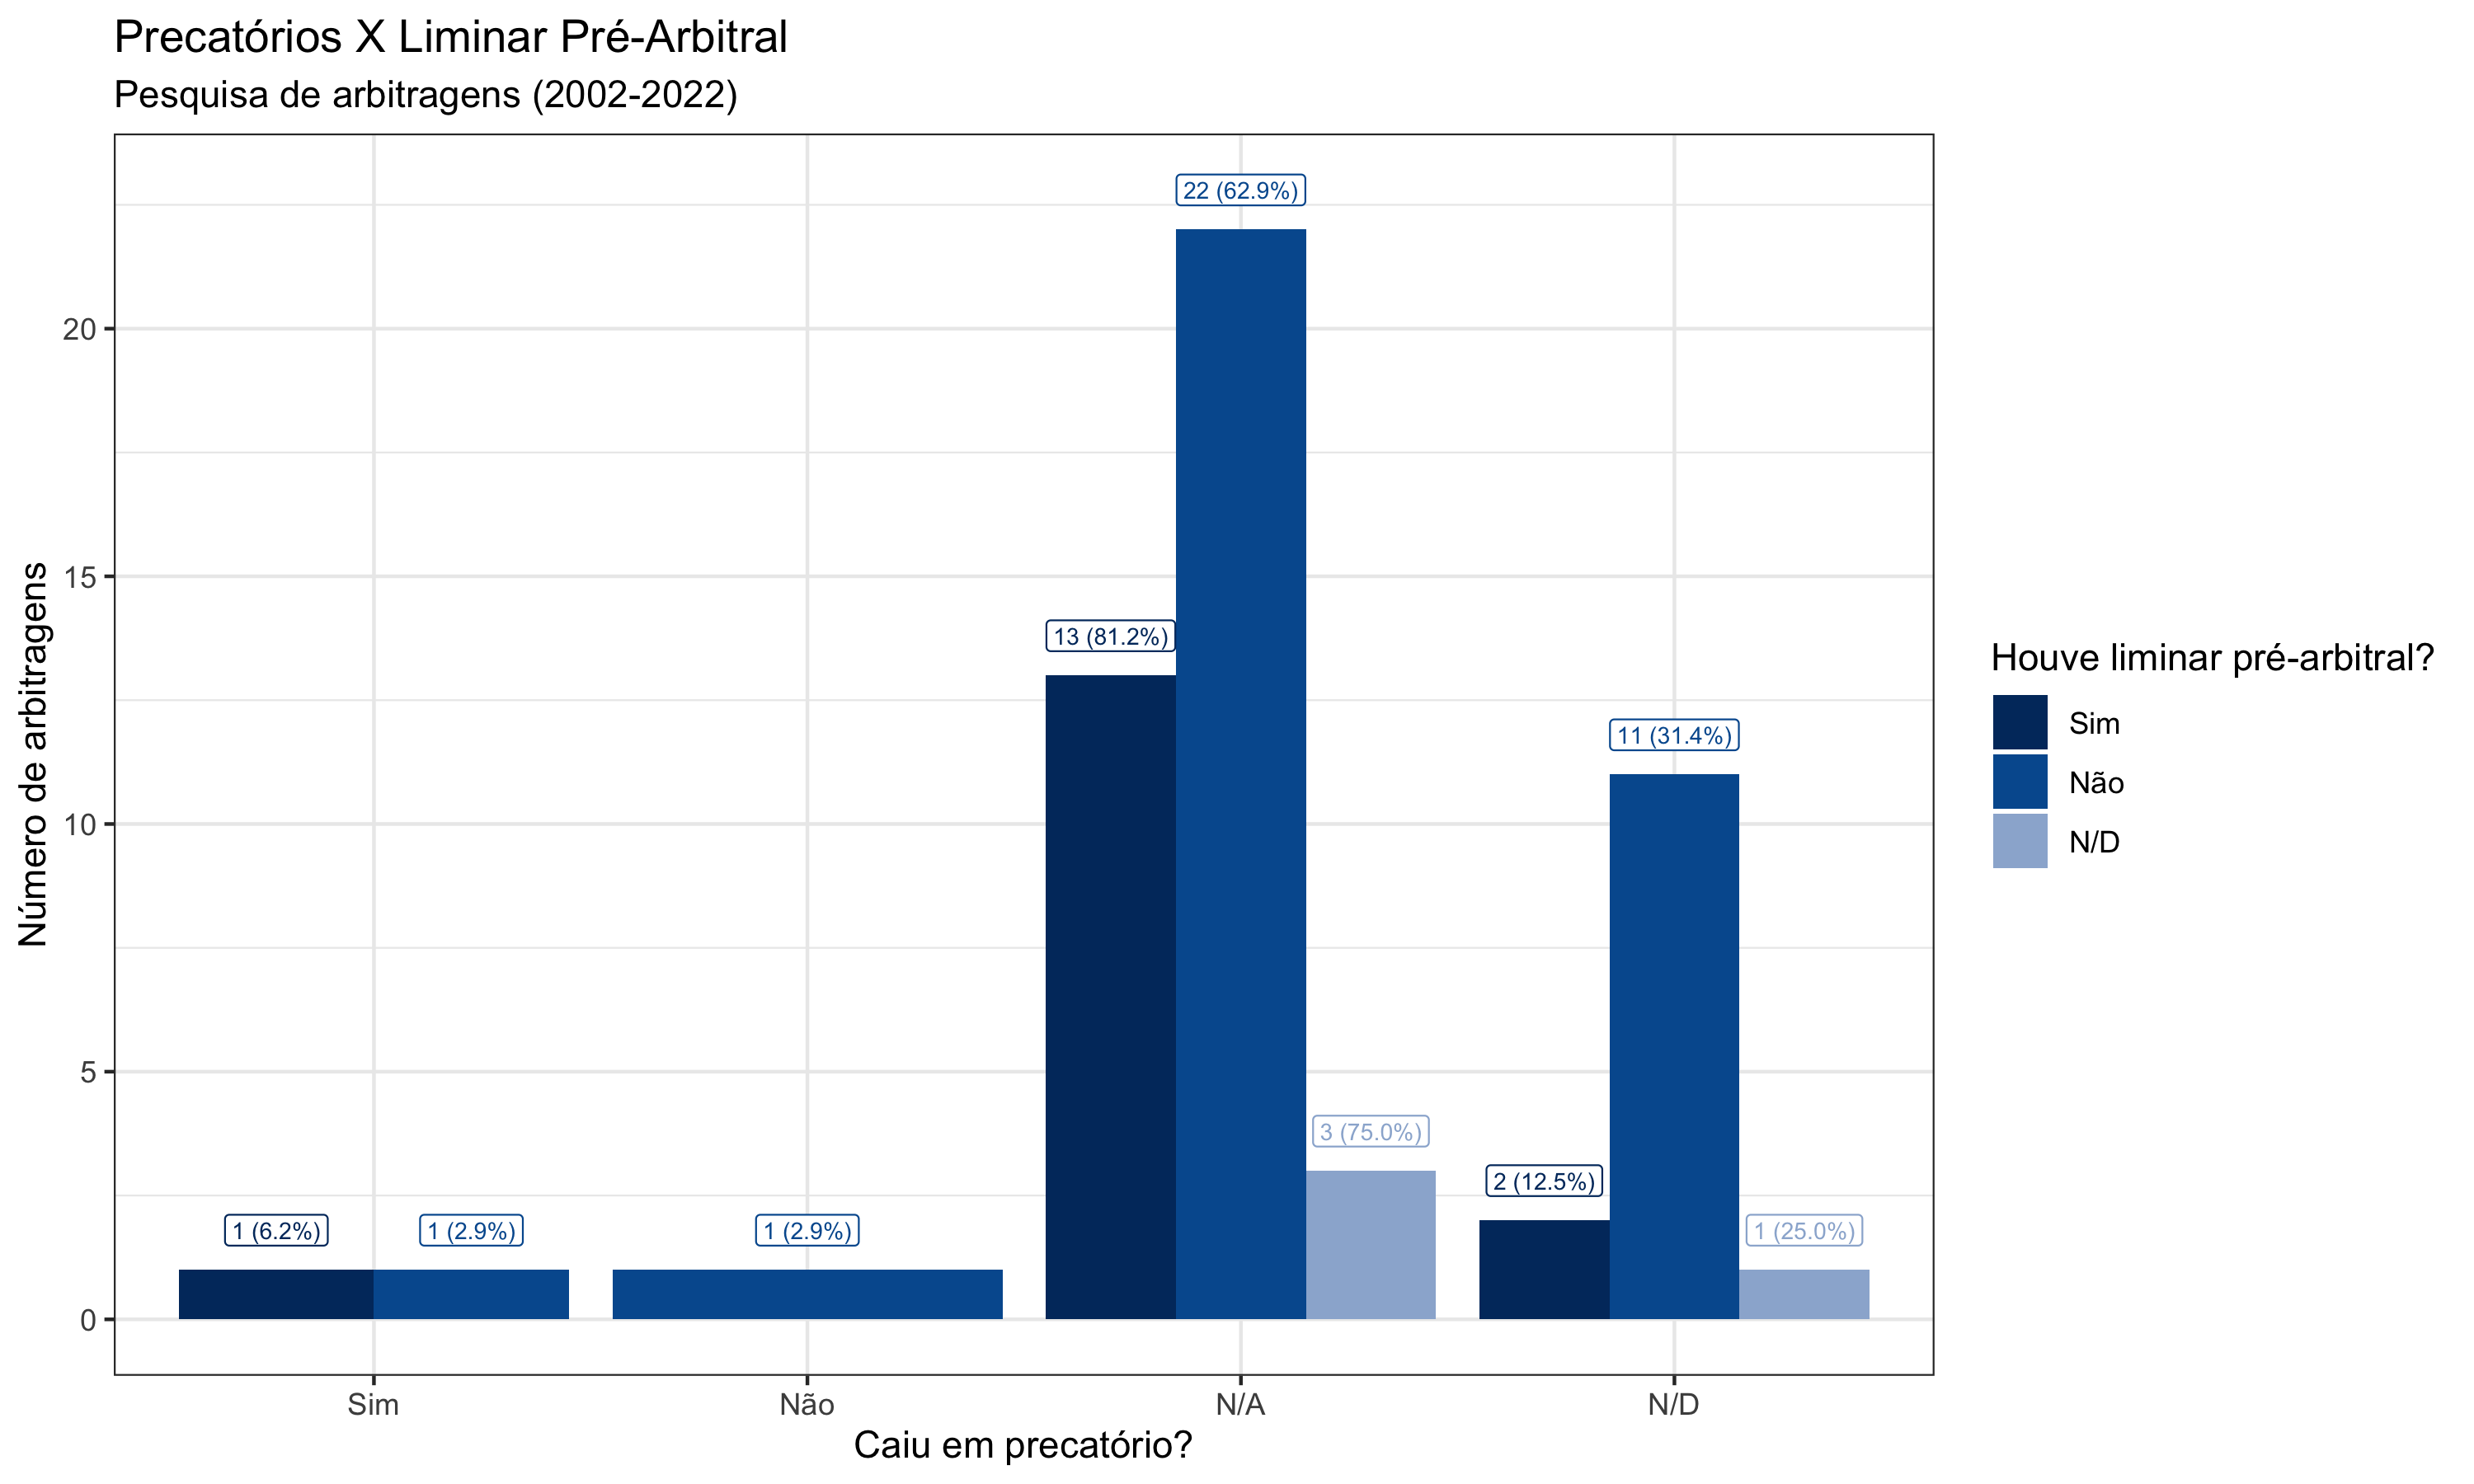 Precatórios X Liminar Pré-Arbitral
Pesquisa de arbitragens (2002-2022)
Número de arbitragens
20
15
10
5
0
22 (62.9%)
13 (81.2%)
11 (31.4%)
3 (75.0%)
2 (12.5%)
1 (6.2%)
1 (2.9%)
1 (2.9%)
1 (25.0%)
Sim
Não
N/A
N/D
Caiu em precatório?
Houve liminar pré-arbitral?
Sim
Não
N/D